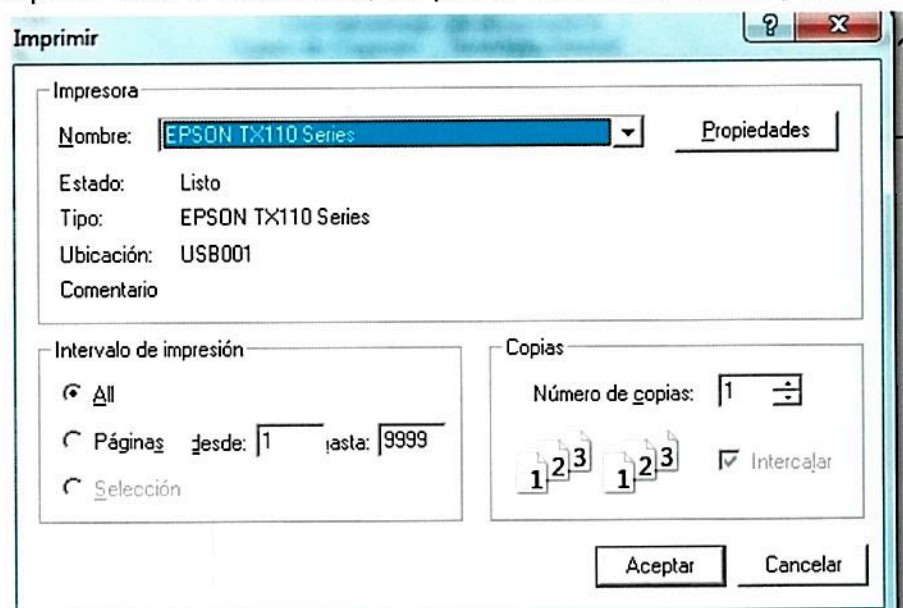 Imprimir
Impresora
Nombre: EPSON TX110 Series Propiedades
Estado: Listo
Tipo: EPSON TX110 Series
Ubicación: USB001
Comentario
Intervalo de impresión
All
Páginas desde: 1 hasta: 9999
Selección
Copias
Número de copias: 1
1 2 3 1 2 3
Intercalar
Aceptar Cancelar